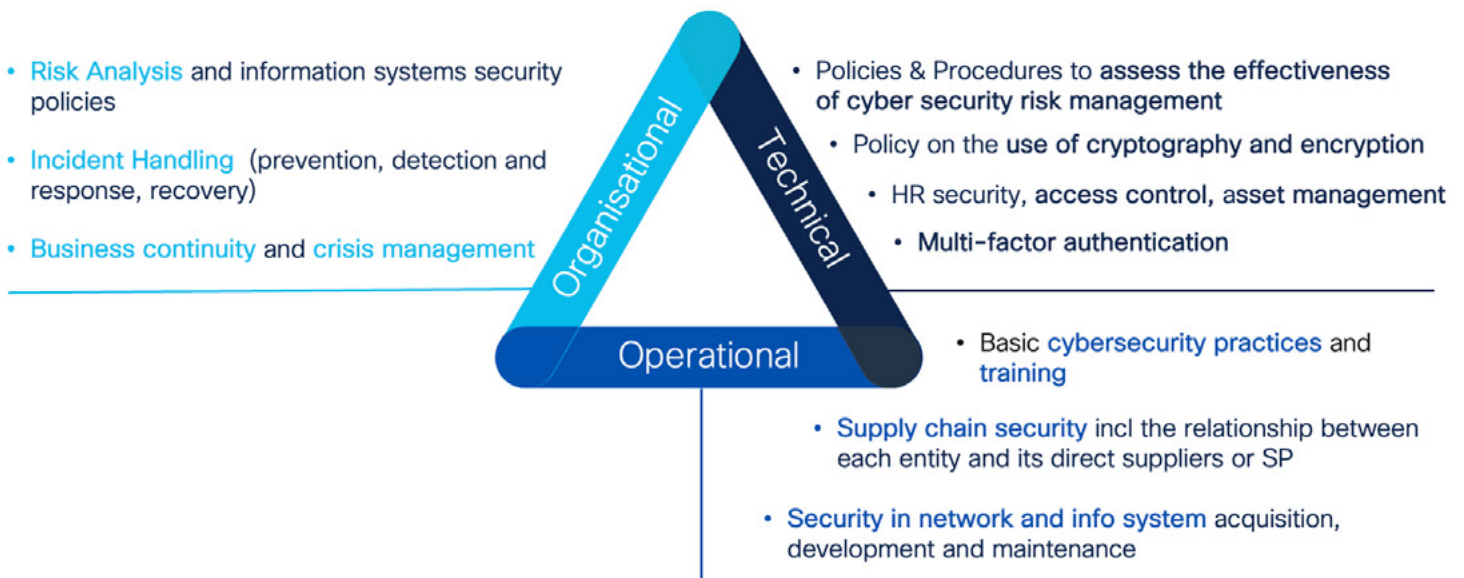 • Risk Analysis and information systems security
policies
• Incident Handling (prevention, detection and
response, recovery)
• Business continuity and crisis management
Organisational
Technical
Operational
• Policies & Procedures to assess the effectiveness
of cyber security risk management
• Policy on the use of cryptography and encryption
• HR security, access control, asset management
• Multi-factor authentication
• Basic cybersecurity practices and
training
• Supply chain security incl the relationship between
each entity and its direct suppliers or SP
• Security in network and info system acquisition,
development and maintenance